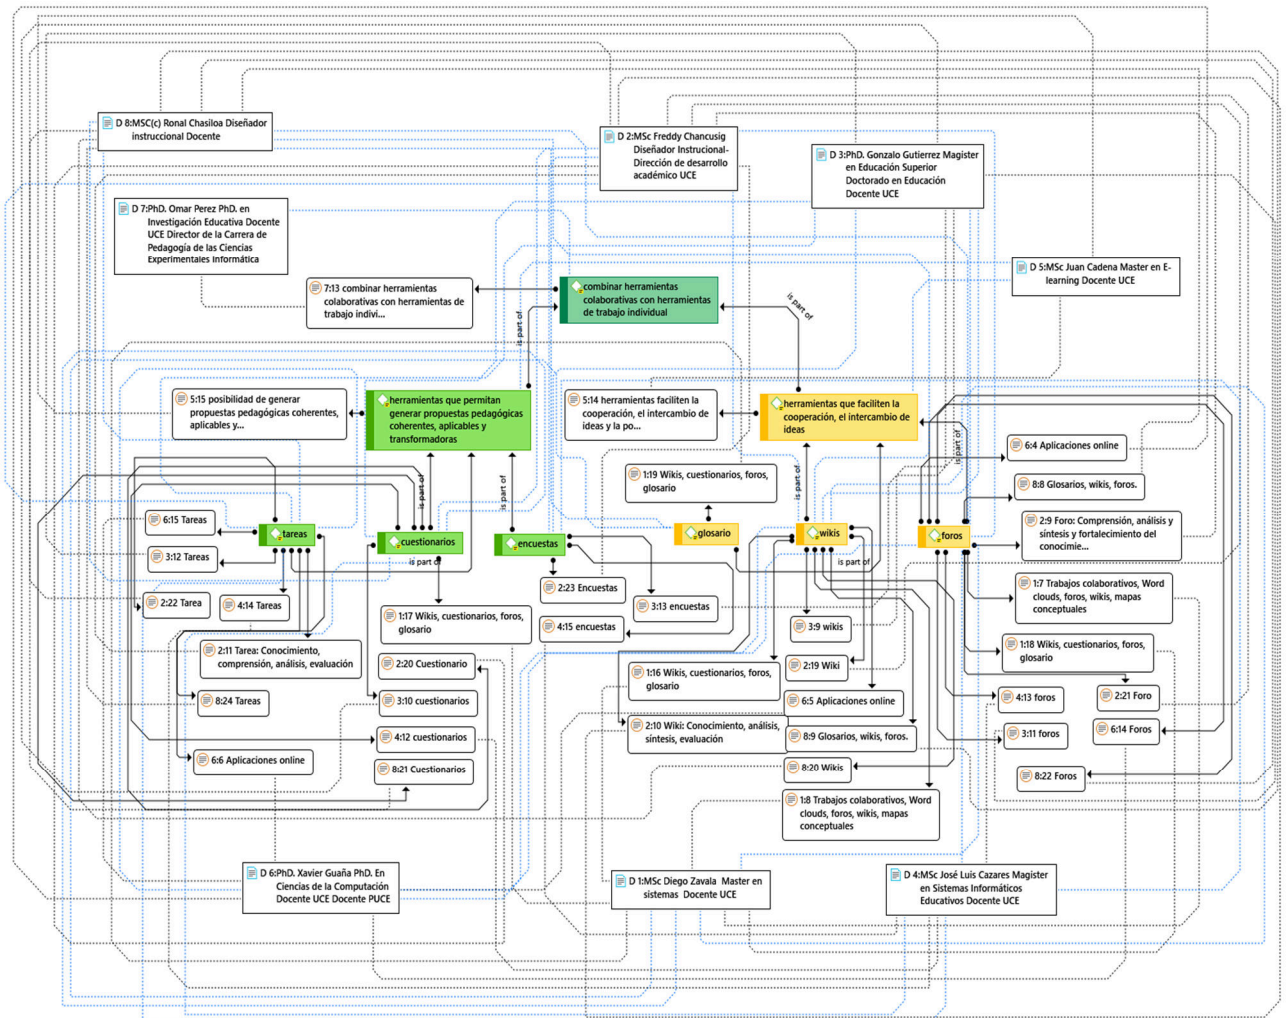 D 8:MSC(c) Ronal Chasiloa Diseñador
instruccional Docente
D 2:MSc Freddy Chancusig
Diseñador Instrucional-
Dirección de desarrollo
académico UCE
D 3:PhD. Gonzalo Gutierrez Magister
en Educación Superior
Doctorado en Educación
Docente UCE
D 7:PhD. Omar Perez PhD. en
Investigación Educativa Docente
UCE Director de la Carrera de
Pedagogía de las Ciencias
Experimentales Informática
D 5:MSc Juan Cadena Master en E-
learning Docente UCE
7:13 combinar herramientas
colaborativas con herramientas de
trabajo indivi...
combinar herramientas
colaborativas con herramientas
de trabajo individual
is part of
is part of
5:15 posibilidad de generar
propuestas pedagógicas coherentes,
aplicables y...
herramientas que permitan
generar propuestas pedagógicas
coherentes, aplicables y
transformadoras
5:14 herramientas faciliten la
cooperación, el intercambio de
ideas y la po...
herramientas que faciliten la
cooperación, el intercambio de
ideas
is part of
6:4 Aplicaciones online
1:19 Wikis, cuestionarios, foros,
glosario
8:8 Glosarios, wikis, foros.
is part of
is part of
is part of
6:15 Tareas
tareas
cuestionarios
encuestas
glosario
wikis
foros
2:9 Foro: Comprensión, análisis y
síntesis y fortalecimiento del
conocimie...
3:12 Tareas
is part of
is part of
2:23 Encuestas
1:7 Trabajos colaborativos, Word
clouds, foros, wikis, mapas
conceptuales
2:22 Tarea
4:14 Tareas
3:13 encuestas
1:17 Wikis, cuestionarios, foros,
glosario
4:15 encuestas
3:9 wikis
2:11 Tarea: Conocimiento,
comprensión, análisis, evaluación
1:18 Wikis, cuestionarios, foros,
glosario
2:20 Cuestionario
1:16 Wikis, cuestionarios, foros,
glosario
2:19 Wiki
8:24 Tareas
3:10 cuestionarios
6:5 Aplicaciones online
4:13 foros
2:21 Foro
2:10 Wiki: Conocimiento, análisis,
síntesis, evaluación
4:12 cuestionarios
8:9 Glosarios, wikis, foros.
3:11 foros
6:14 Foros
6:6 Aplicaciones online
8:21 Cuestionarios
8:20 Wikis
8:22 Foros
1:8 Trabajos colaborativos, Word
clouds, foros, wikis, mapas
conceptuales
D 6:PhD. Xavier Guaña PhD. En
Ciencias de la Computación
Docente UCE Docente PUCE
D 1:MSc Diego Zavala Master en
sistemas Docente UCE
D 4:MSc José Luis Cazares Magister
en Sistemas Informáticos
Educativos Docente UCE